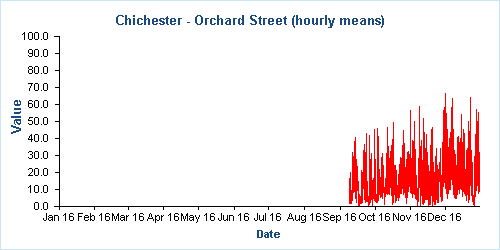 Chichester - Orchard Street (hourly means)
100.0
90.0
80.0
70.0
60.0
50.0
40.0
30.0
20.0
10.0
0.0
Value
Jan 16 Feb 16 Mar 16 Apr 16 May 16 Jun 16 Jul 16 Aug 16 Sep 16 Oct 16 Nov 16 Dec 16
Date